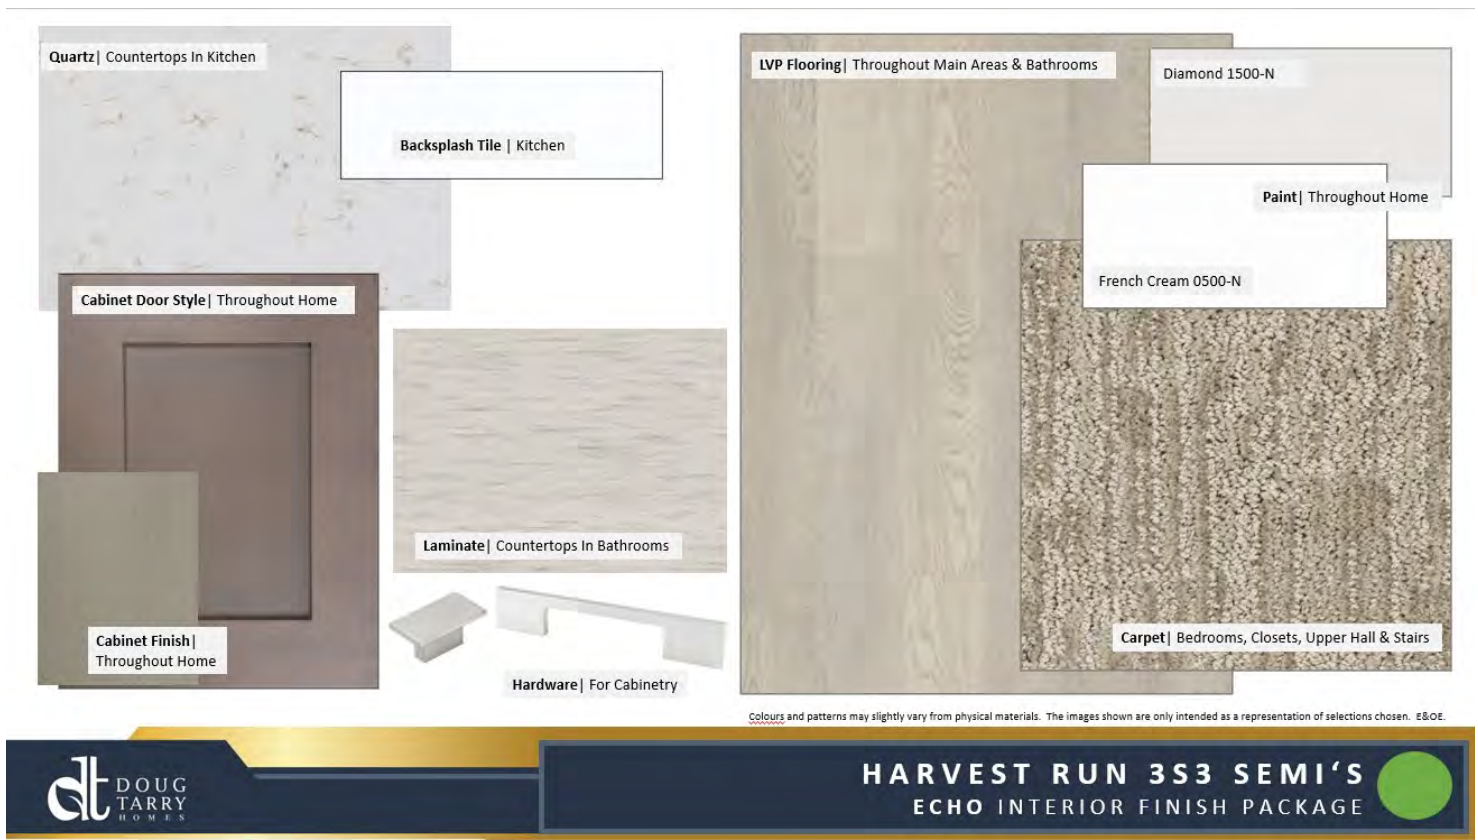 Quartz| Countertops In Kitchen
Backsplash Tile | Kitchen
Cabinet Door Style| Throughout Home
Cabinet Finish|
Throughout Home
Laminate| Countertops In Bathrooms
Hardware| For Cabinetry
LVP Flooring| Throughout Main Areas & Bathrooms
Diamond 1500-N
Paint| Throughout Home
French Cream 0500-N
Carpet| Bedrooms, Closets, Upper Hall & Stairs
Colours and patterns may slightly vary from physical materials. The images shown are only intended as a representation of selections chosen. E&OE.
dt
DOUG
TARRY
HOMES
HARVEST RUN 3S3 SEMI‘S
ECHO INTERIOR FINISH PACKAGE